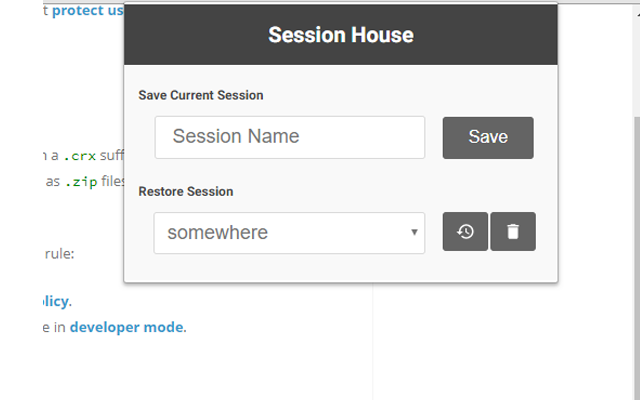 t protect us
Session House
Save Current Session
Session Name
Save
n a .crx suff
as .zip files
Restore Session
somewhere
rule:
licy.
e in developer mode.